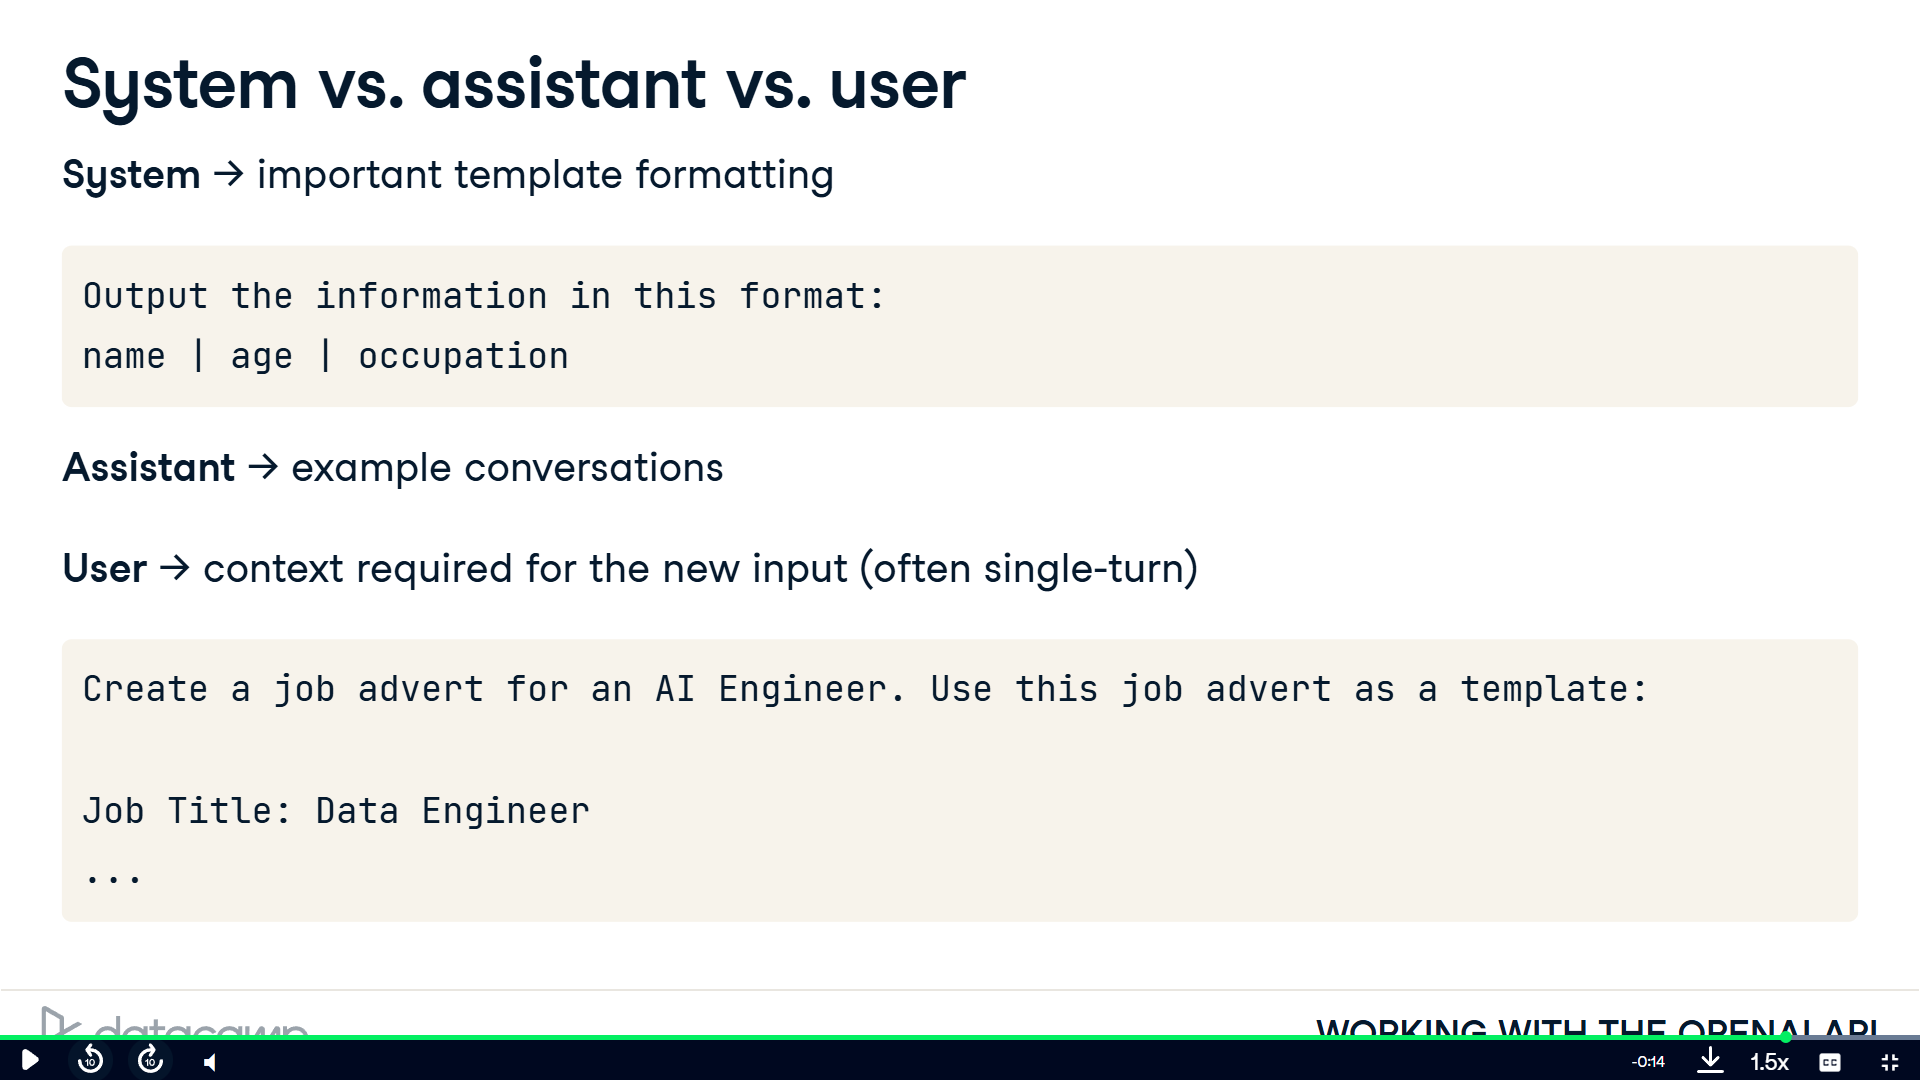 System vs. assistant vs. user
System → important template formatting
Output the information in this format:
name | age | occupation
Assistant → example conversations
User → context required for the new input (often single-turn)
Create a job advert for an AI Engineer. Use this job advert as a template:
Job Title: Data Engineer
...
datacamp
WORKING WITH THE OPENAI API
10
10
-0:14
1.5x
CC